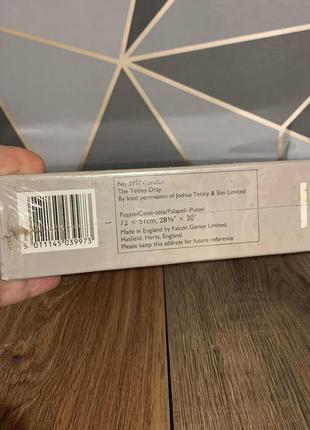 No. 3997. Cavalier
The Tetley Dray
By kind permission of Joshua Tetley & Son Limited
Puzzle/Casse-tete/Palapeli-Pussel
72 × 51cm, 28⅜" × 20"
Made in England by Falcon Games Limited,
Hatfield, Herts, England.
Please keep this address for future reference
5 011145 039973